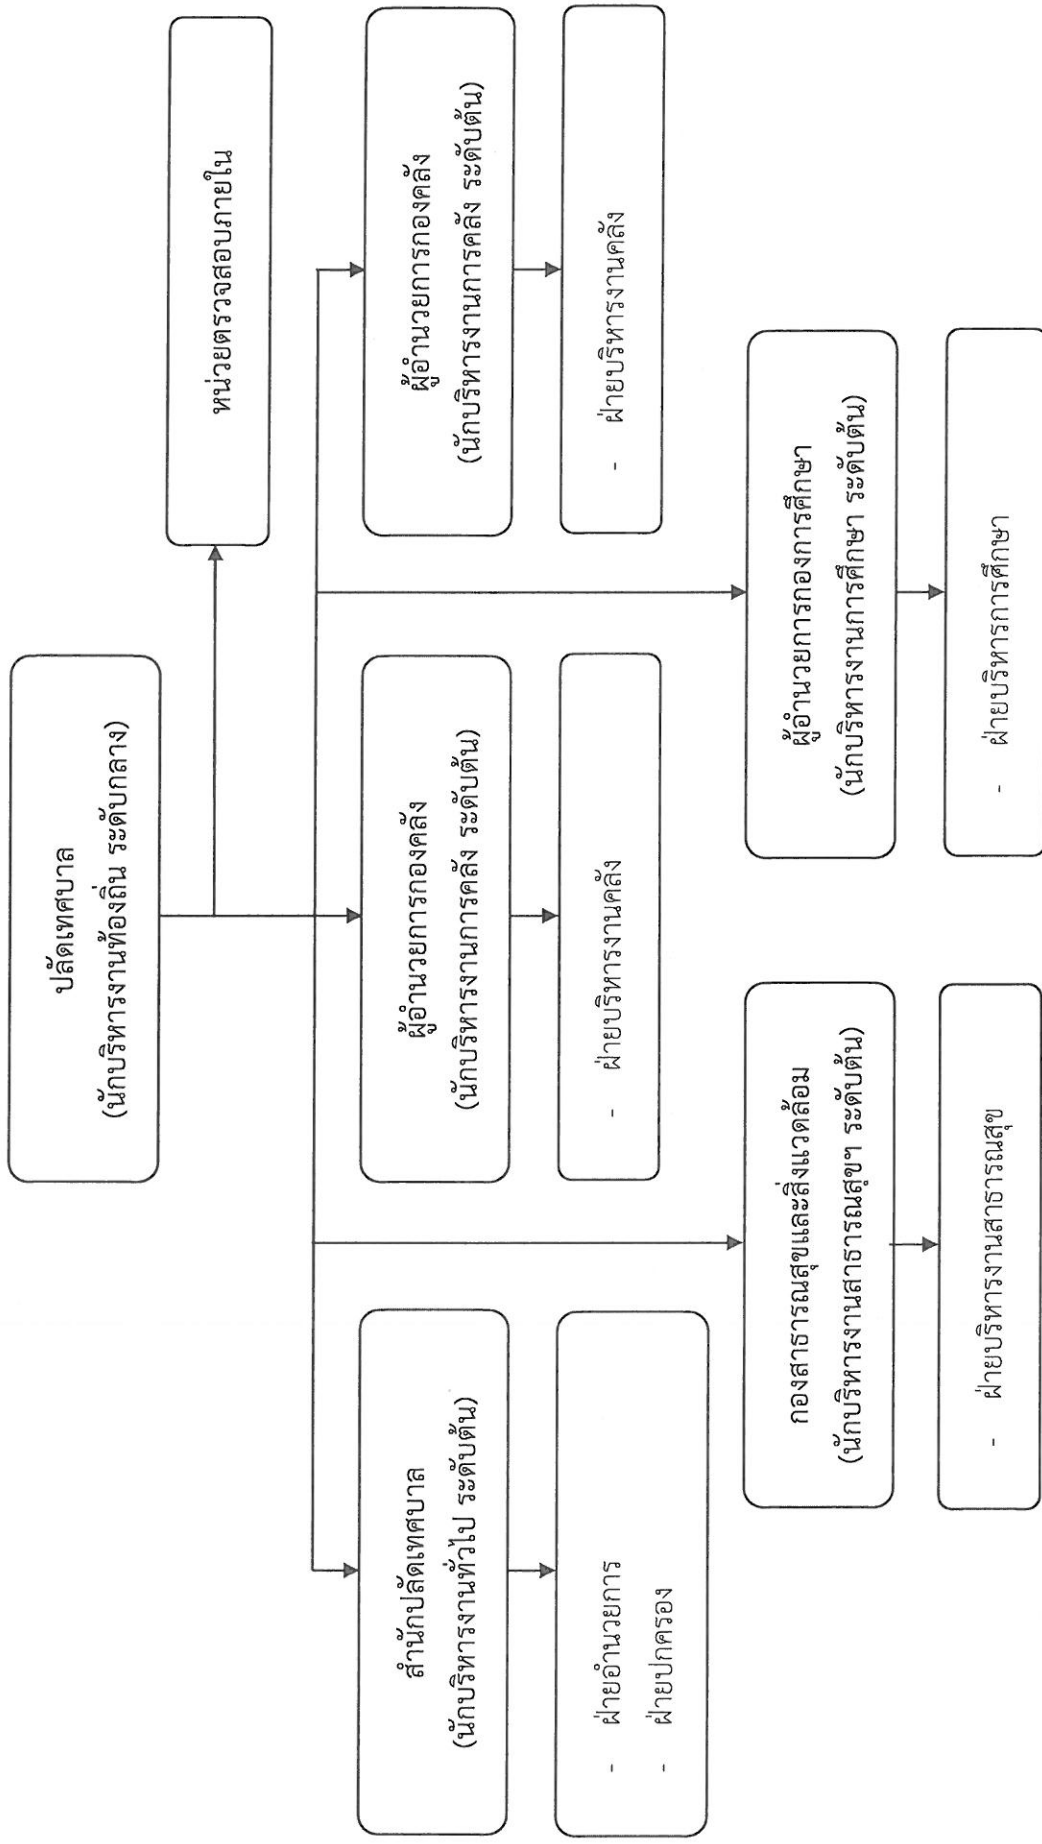 ปลัดเทศบาล
(นักบริหารงานท้องถิ่น ระดับกลาง)
หน่วยตรวจสอบภายใน
สำนักปลัดเทศบาล
(นักบริหารงานทั่วไป ระดับต้น)
- ฝ่ายอำนวยการ
- ฝ่ายปกครอง
ผู้อำนวยการกองคลัง
(นักบริหารงานการคลัง ระดับต้น)
- ฝ่ายบริหารงานคลัง
ผู้อำนวยการกองคลัง
(นักบริหารงานการคลัง ระดับต้น)
- ฝ่ายบริหารงานคลัง
กองสาธารณสุขและสิ่งแวดล้อม
(นักบริหารงานสาธารณสุขฯ ระดับต้น)
- ฝ่ายบริหารงานสาธารณสุข
ผู้อำนวยการกองการศึกษา
(นักบริหารงานการศึกษา ระดับต้น)
- ฝ่ายบริหารการศึกษา